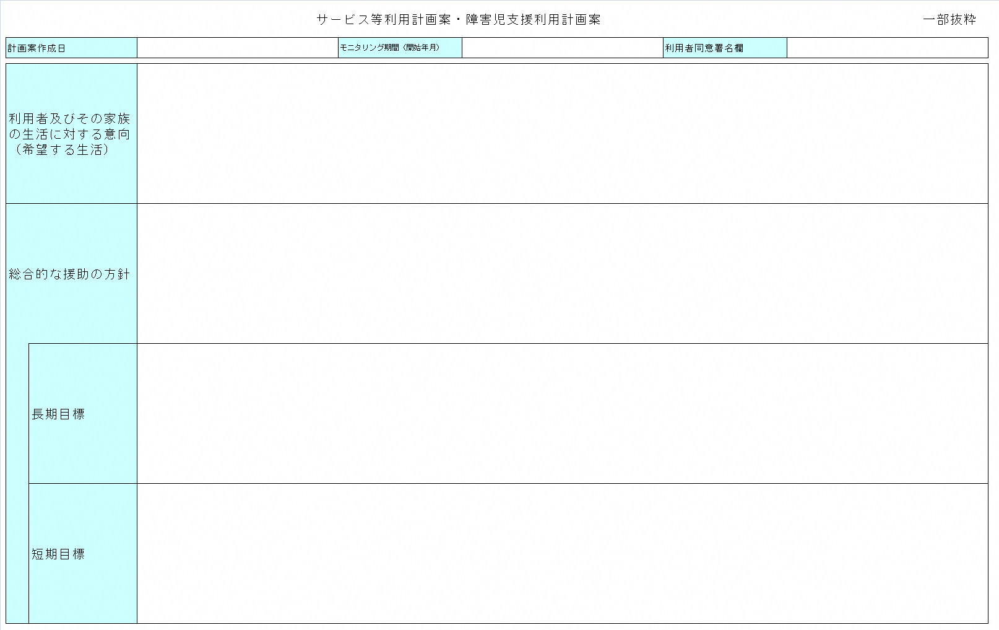 サービス等利用計画案・障害児支援利用計画案
一部抜粋
計画案作成日
モニタリング期間（開始年月）
利用者同意署名欄
利用者及びその家族
の生活に対する意向
（希望する生活）
総合的な援助の方針
長期目標
短期目標